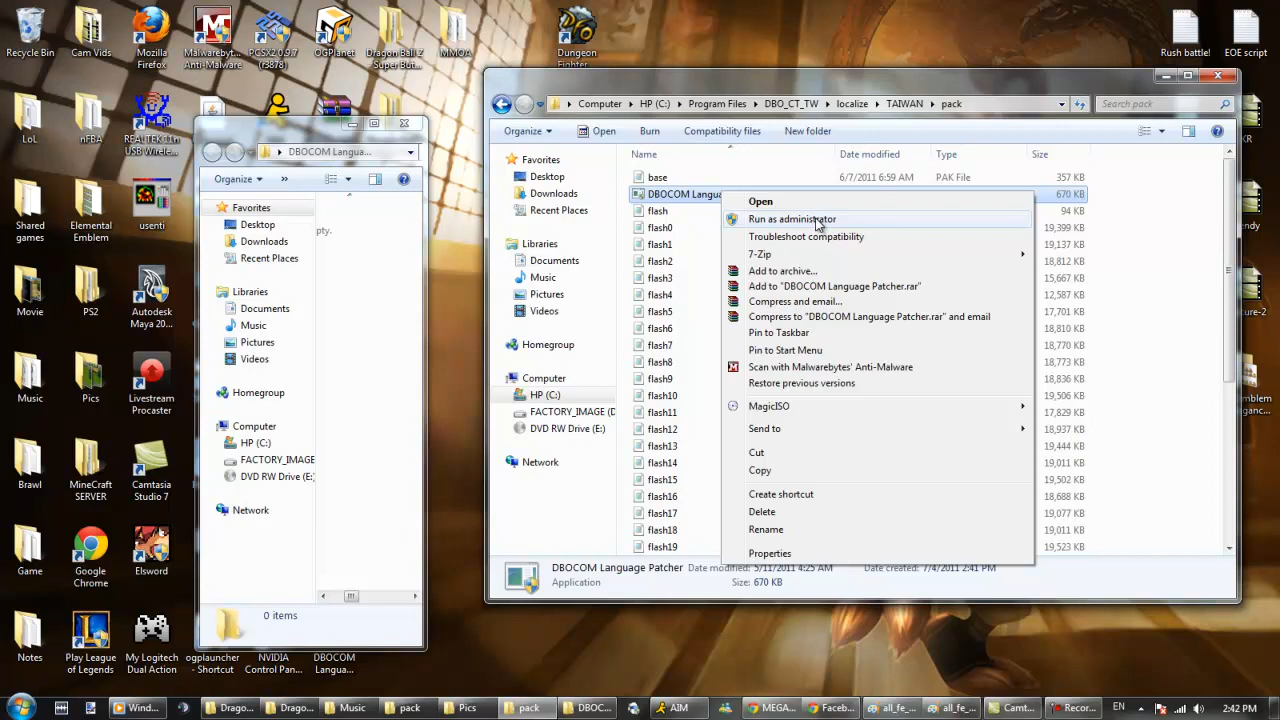 Recycle Bin
Cam Vids
Mozilla
Firefox
Malwarebyt...
Anti-Malware
PCSX2 0.9.7
(r3878)
OGPlanet
Dragon Ball Z
Super But...
MMOA
Dungeon
Fighter
Rush battle!
EOE script
LoL
nFBA
REALTEK 11n
USB Wirele...
Shared
games
Elemental
Emblem
usenti
Movie
PS2
Autodesk
Maya 20...
Music
Pics
Livestream
Procaster
Brawl
MineCraft
SERVER
Camtasia
Studio 7
Game
Google
Chrome
Elsword
Notes
Play League
of Legends
My Logitech
Dual Action
ogplauncher
- Shortcut
NVIDIA
Control Pan...
DBOCOM
Langua...
DBOCOM Langua...
Organize
»
Favorites
Desktop
Downloads
Recent Places
Libraries
Documents
Music
Pictures
Videos
Homegroup
Computer
HP (C:)
FACTORY_IMAGE
DVD RW Drive (E:)
Network
pty.
0 items
Computer
HP (C:)
Program Files
DBO_CT_TW
localize
TAIWAN
pack
Search
Organize
Open
Burn
Compatibility files
New folder
Favorites
Desktop
Downloads
Recent Places
Libraries
Documents
Music
Pictures
Videos
Homegroup
Computer
HP (C:)
FACTORY_IMAGE (D
DVD RW Drive (E:)
Network
Name
Date modified
Type
Size
base
6/7/2011 6:59 AM
PAK File
357 KB
DBOCOM Langua
670 KB
flash
94 KB
flash0
19,399 KB
flash1
19,137 KB
flash2
18,812 KB
flash3
15,667 KB
flash4
12,587 KB
flash5
17,701 KB
flash6
18,810 KB
flash7
18,770 KB
flash8
18,773 KB
flash9
18,836 KB
flash10
19,506 KB
flash11
17,829 KB
flash12
18,937 KB
flash13
19,444 KB
flash14
19,011 KB
flash15
19,502 KB
flash16
18,688 KB
flash17
19,077 KB
flash18
19,011 KB
flash19
19,523 KB
Open
Run as administrator
Troubleshoot compatibility
7-Zip
Add to archive...
Add to "DBOCOM Language Patcher.rar"
Compress and email...
Compress to "DBOCOM Language Patcher.rar" and email
Pin to Taskbar
Pin to Start Menu
Scan with Malwarebytes' Anti-Malware
Restore previous versions
MagicISO
Send to
Cut
Copy
Create shortcut
Delete
Rename
Properties
DBOCOM Language Patcher
Date modified: 5/11/2011 4:25 AM
Date created: 7/4/2011 2:41 PM
Application
Size: 670 KB
Wind...
Drago...
Drago...
Music
pack
Pics
pack
DBOC...
AIM
MEGA...
Faceb...
all_fe_...
all_fe_...
Camt...
Recor...
EN
2:42 PM